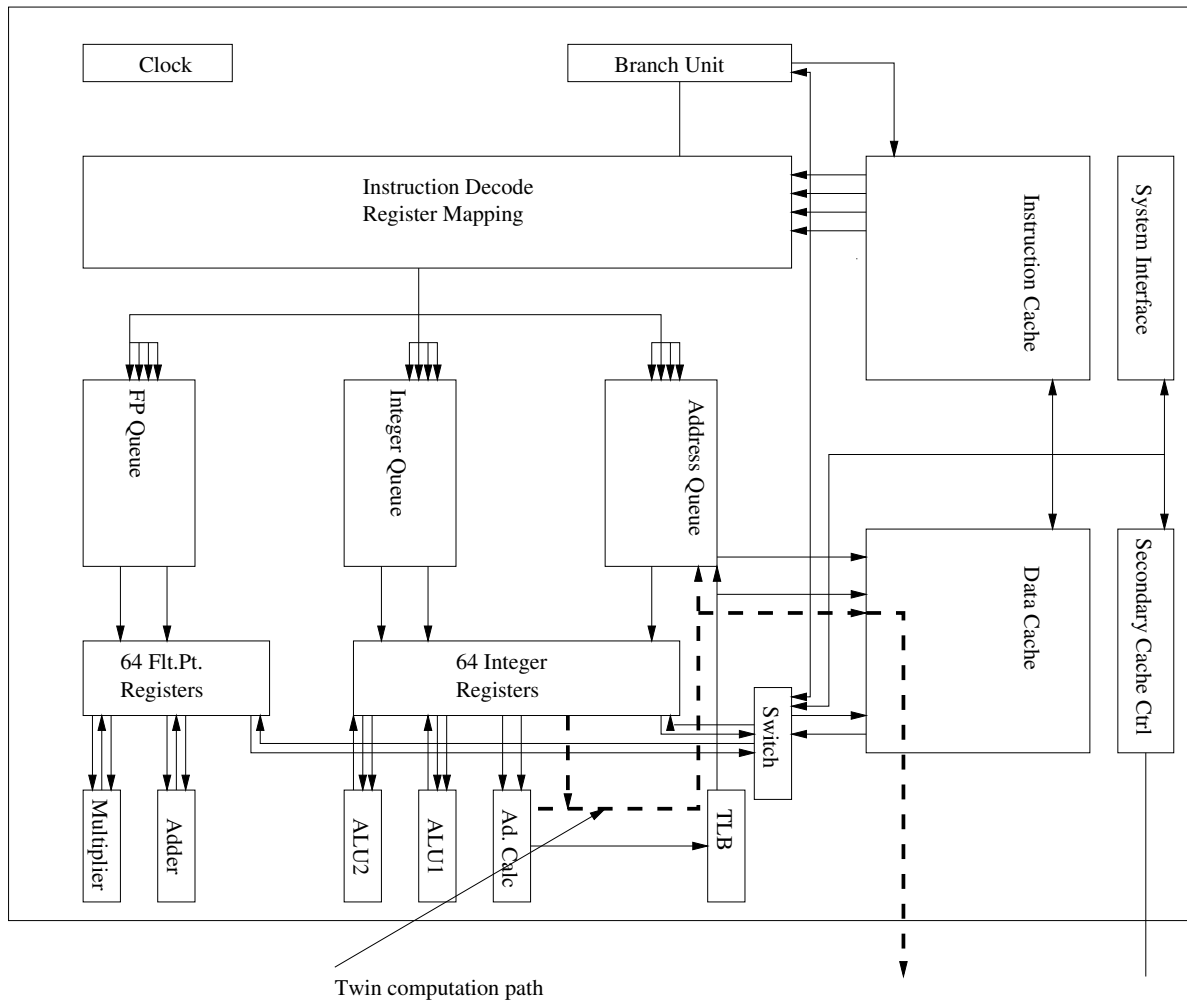 Clock
Branch Unit
Instruction Decode
Register Mapping
Instruction Cache
System Interface
FP Queue
Integer Queue
Address Queue
Data Cache
Secondary Cache Ctrl
64 Flt.Pt.
Registers
64 Integer
Registers
Switch
Multiplier
Adder
ALU2
ALU1
Ad. Calc
TLB
Twin computation path